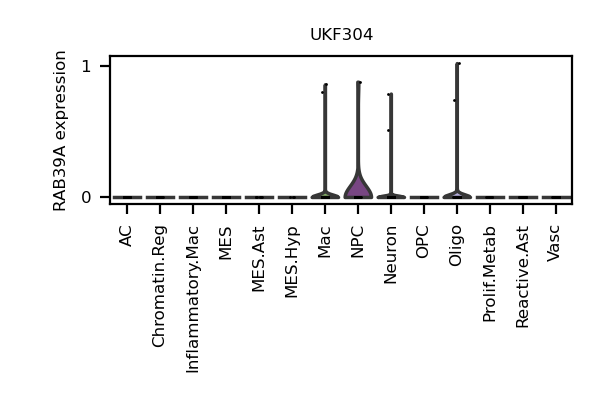 UKF304
RAB39A expression
1
0
AC
Chromatin.Reg
Inflammatory.Mac
MES
MES.Ast
MES.Hyp
Mac
NPC
Neuron
OPC
Oligo
Prolif.Metab
Reactive.Ast
Vasc